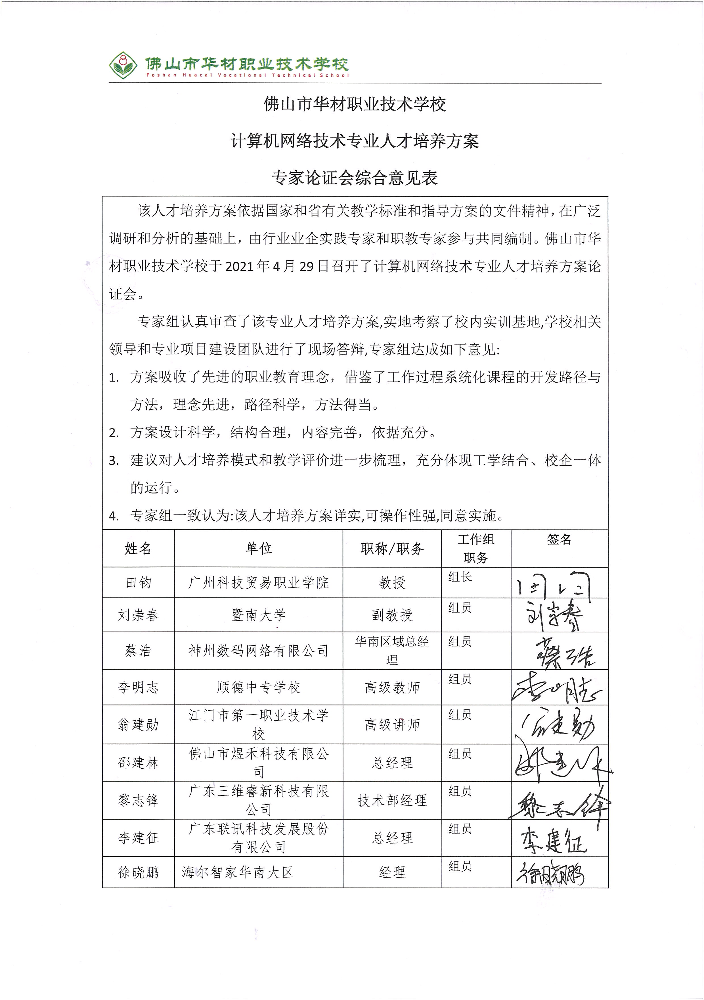 佛山市华材职业技术学校
Foshan Huacai Vocational Technical School
佛山市华材职业技术学校
计算机网络技术专业人才培养方案
专家论证会综合意见表
该人才培养方案依据国家和省有关教学标准和指导方案的文件精神，在广泛
调研和分析的基础上，由行业业企实践专家和职教专家参与共同编制。佛山市华
材职业技术学校于 2021 年 4 月 29 日召开了计算机网络技术专业人才培养方案论
证会。
专家组认真审查了该专业人才培养方案,实地考察了校内实训基地,学校相关
领导和专业项目建设团队进行了现场答辩,专家组达成如下意见:
1. 方案吸收了先进的职业教育理念，借鉴了工作过程系统化课程的开发路径与
方法，理念先进，路径科学，方法得当。
2. 方案设计科学，结构合理，内容完善，依据充分。
3. 建议对人才培养模式和教学评价进一步梳理，充分体现工学结合、校企一体
的运行。
4. 专家组一致认为:该人才培养方案详实,可操作性强,同意实施。
姓名 单位 职称/职务 工作组 签名
职务
田钧 广州科技贸易职业学院 教授 组长
刘崇春 暨南大学 副教授 组员 刘崇春
蔡浩 神州数码网络有限公司 华南区域总经 组员 蔡浩
理
李明志 顺德中专学校 高级教师 组员 李明志
翁建勋 江门市第一职业技术学 高级讲师 组员 翁建勋
校
邵建林 佛山市煜禾科技有限公 总经理 组员 邵建林
司
黎志锋 广东三维睿新科技有限 技术部经理 组员 黎志锋
公司
李建征 广东联讯科技发展股份 总经理 组员 李建征
有限公司
徐晓鹏 海尔智家华南大区 经理 组员 徐晓鹏